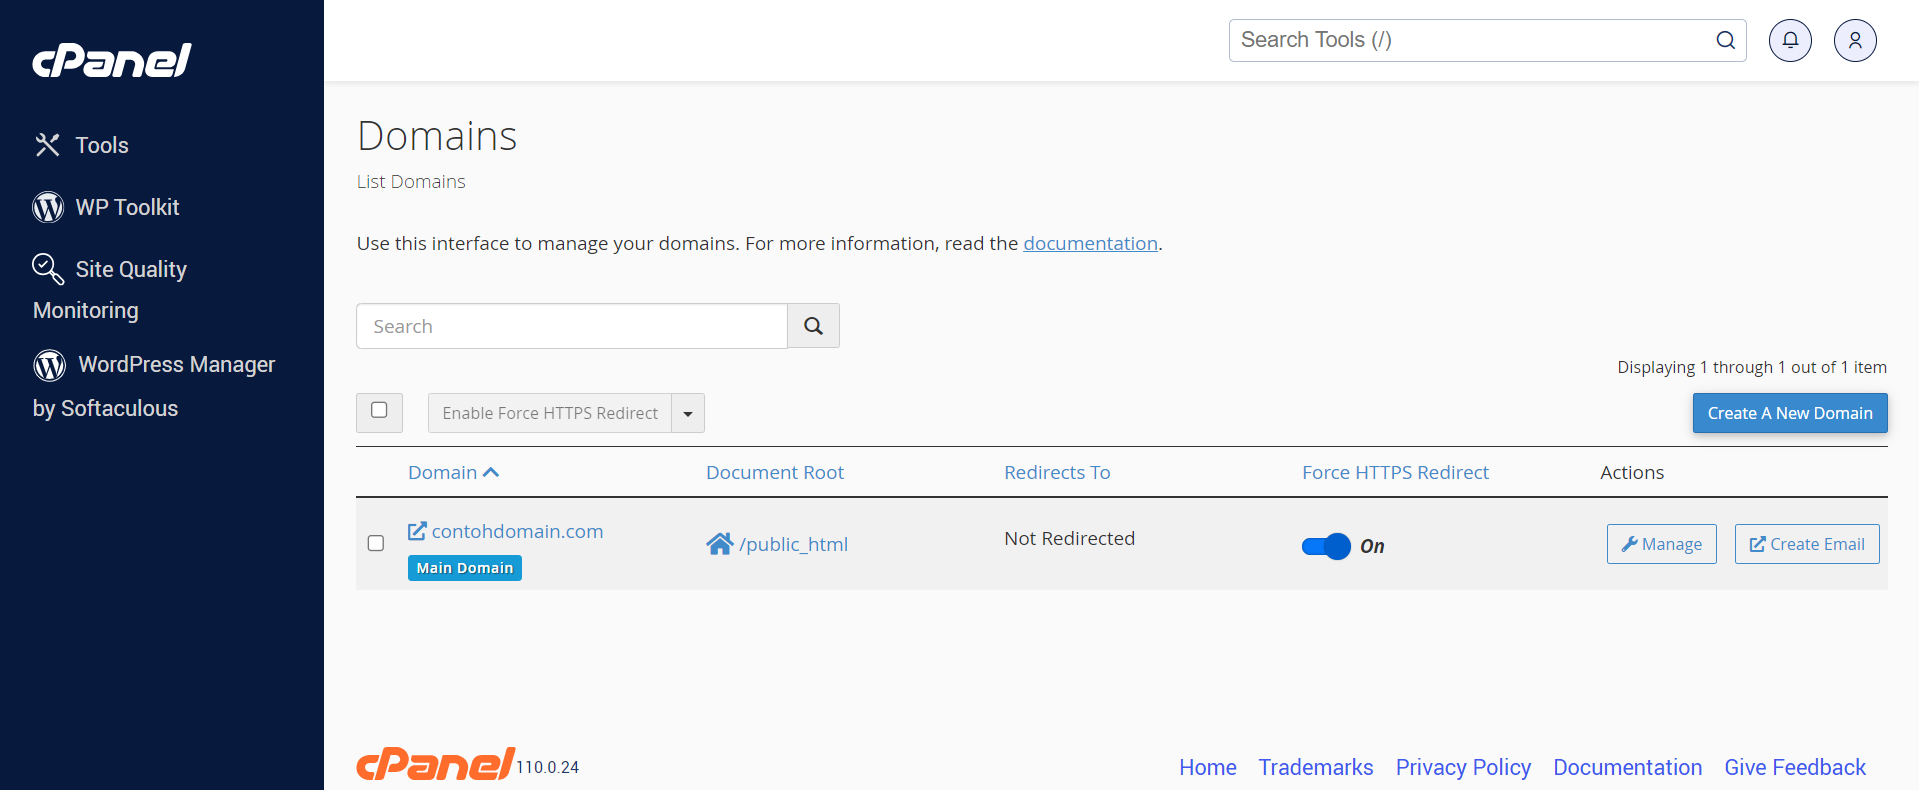 cPanel
Search Tools (/)
Tools
WP Toolkit
Site Quality
Monitoring
WordPress Manager
by Softaculous
Domains
List Domains
Use this interface to manage your domains. For more information, read the documentation.
Search
Displaying 1 through 1 out of 1 item
Enable Force HTTPS Redirect
Create A New Domain
Domain Document Root Redirects To Force HTTPS Redirect Actions
contohdomain.com /public_html Not Redirected On Manage Create Email
Main Domain
cPanel 110.0.24
Home Trademarks Privacy Policy Documentation Give Feedback